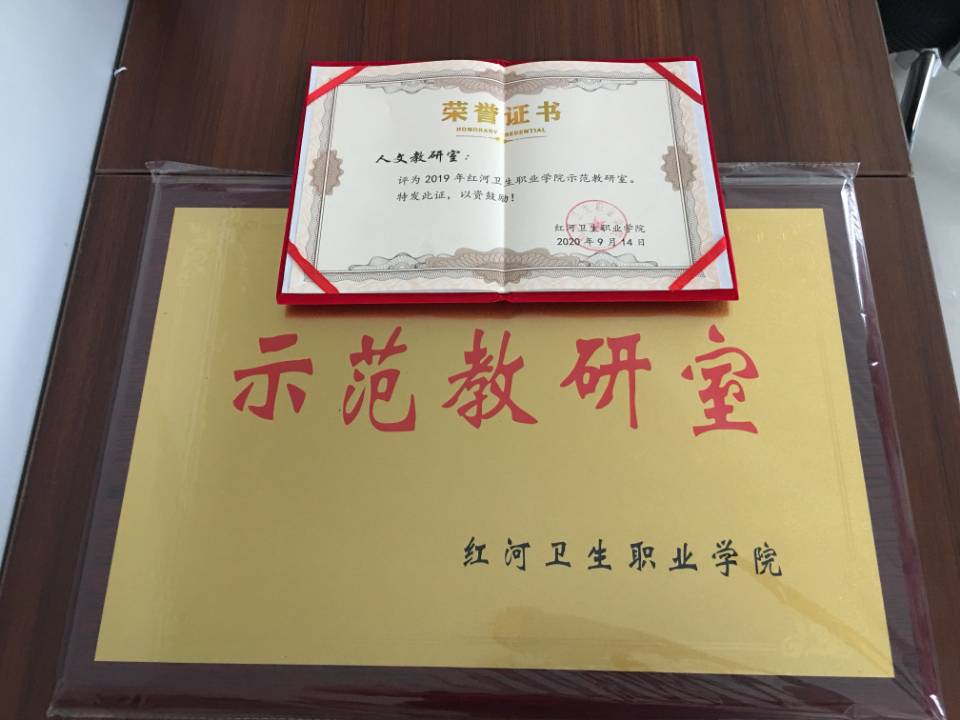 荣誉证书
HONORARY CREDENTIAL
人文教研室：
评为2019年红河卫生职业学院示范教研室。
特发此证，以资鼓励！
红河卫生职业学院
2020年9月14日
示范教研室
红河卫生职业学院